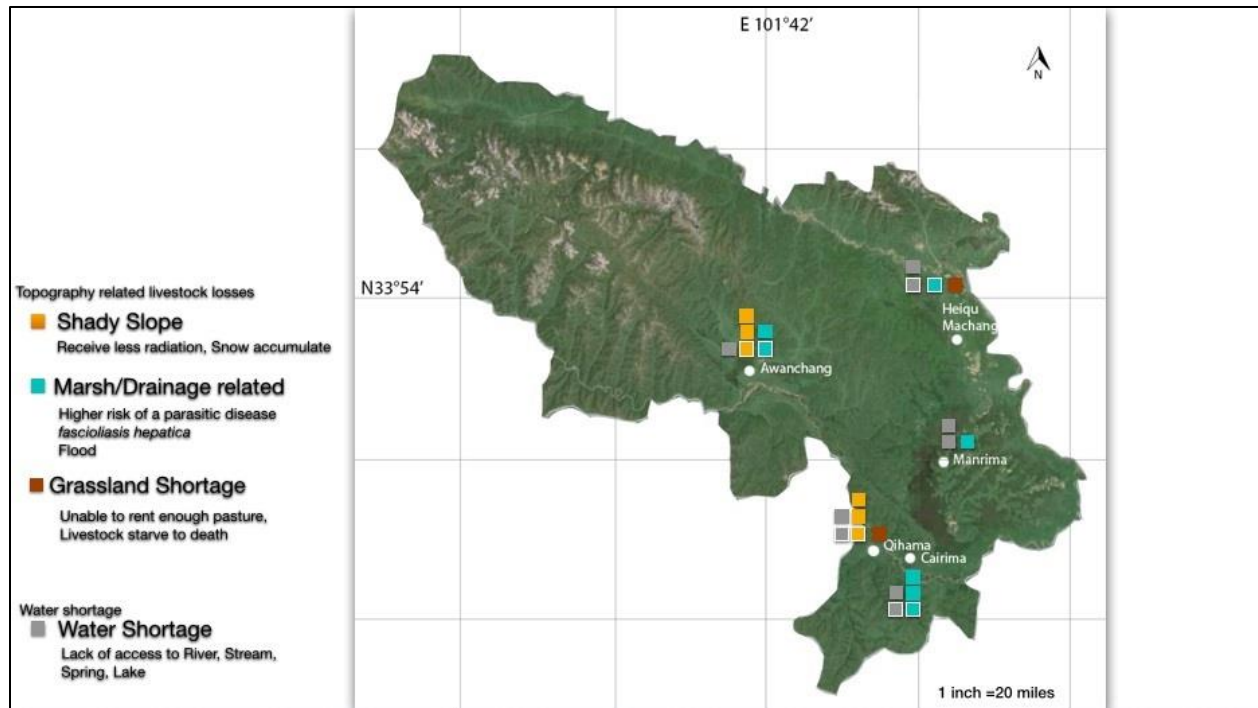 E 101°42′
N
Topography related livestock losses
N33°54′
Shady Slope
Receive less radiation, Snow accumulate
Heiqu
Machang
Awanchang
Marsh/Drainage related
Higher risk of a parasitic disease
fascioliasis hepatica
Flood
Manrima
Grassland Shortage
Unable to rent enough pasture,
Livestock starve to death
Qihama
Cairima
Water shortage
Water Shortage
Lack of access to River, Stream,
Spring, Lake
1 inch =20 miles